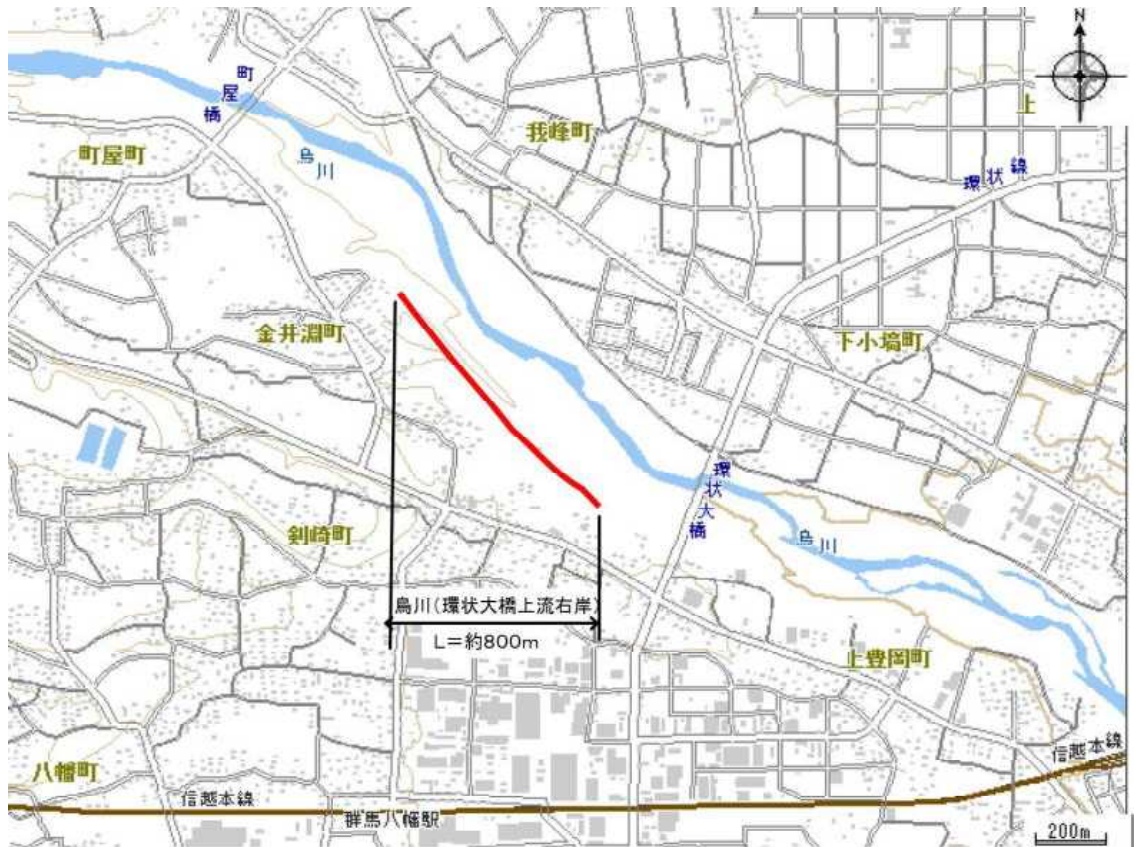 N
上
町屋橋
町屋町
烏川
我峰町
環状線
金井淵町
下小塙町
環状大橋
剣崎町
烏川
烏川(環状大橋上流右岸)
L=約800m
上豊岡町
八幡町
信越本線
信越本線
群馬八幡駅
200m